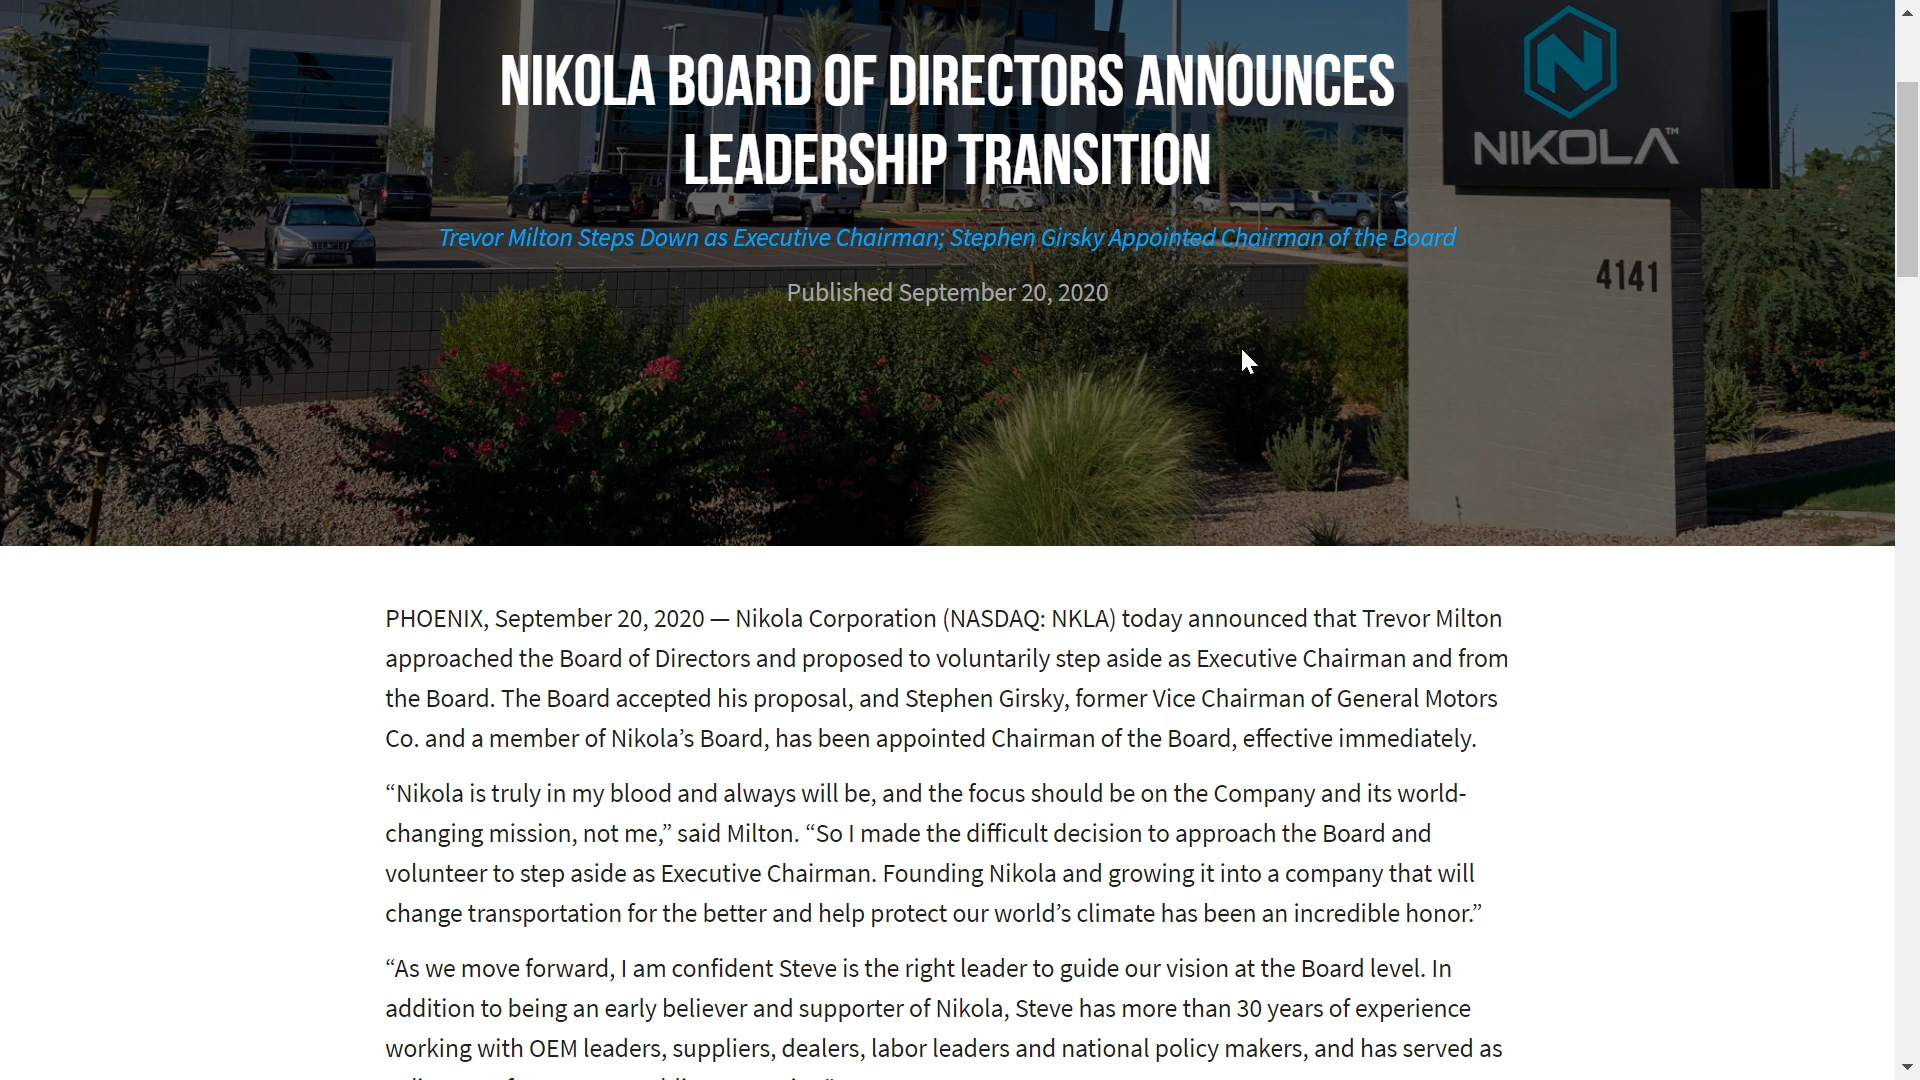 NIKOLA BOARD OF DIRECTORS ANNOUNCES
LEADERSHIP TRANSITION
Trevor Milton Steps Down as Executive Chairman; Stephen Girsky Appointed Chairman of the Board
Published September 20, 2020
NIKOLA™
4141
PHOENIX, September 20, 2020 — Nikola Corporation (NASDAQ: NKLA) today announced that Trevor Milton
approached the Board of Directors and proposed to voluntarily step aside as Executive Chairman and from
the Board. The Board accepted his proposal, and Stephen Girsky, former Vice Chairman of General Motors
Co. and a member of Nikola’s Board, has been appointed Chairman of the Board, effective immediately.
“Nikola is truly in my blood and always will be, and the focus should be on the Company and its world-
changing mission, not me,” said Milton. “So I made the difficult decision to approach the Board and
volunteer to step aside as Executive Chairman. Founding Nikola and growing it into a company that will
change transportation for the better and help protect our world’s climate has been an incredible honor.”
“As we move forward, I am confident Steve is the right leader to guide our vision at the Board level. In
addition to being an early believer and supporter of Nikola, Steve has more than 30 years of experience
working with OEM leaders, suppliers, dealers, labor leaders and national policy makers, and has served as